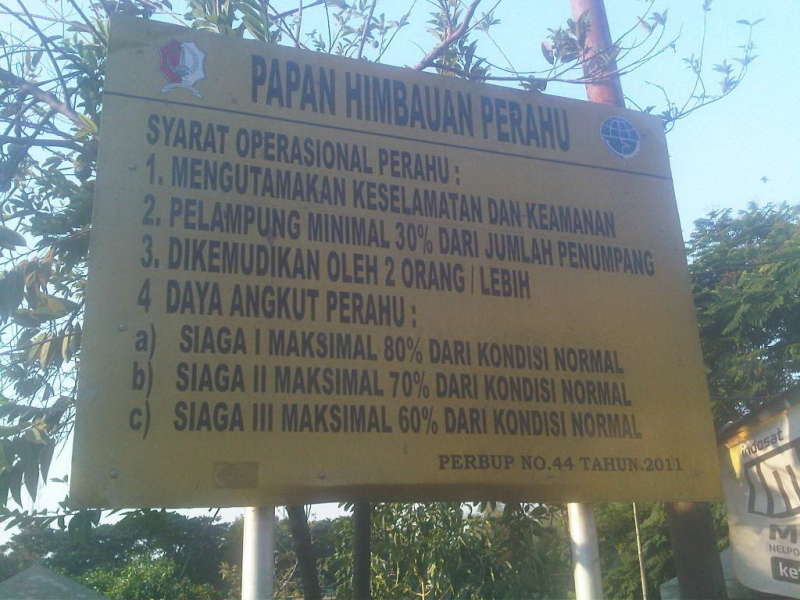 PAPAN HIMBAUAN PERAHU
SYARAT OPERASIONAL PERAHU :
1. MENGUTAMAKAN KESELAMATAN DAN KEAMANAN
2. PELAMPUNG MINIMAL 30% DARI JUMLAH PENUMPANG
3. DIKEMUDIKAN OLEH 2 ORANG / LEBIH
4 DAYA ANGKUT PERAHU :
a) SIAGA I MAKSIMAL 80% DARI KONDISI NORMAL
b) SIAGA II MAKSIMAL 70% DARI KONDISI NORMAL
c) SIAGA III MAKSIMAL 60% DARI KONDISI NORMAL
PERBUP NO.44 TAHUN.2011
indosat